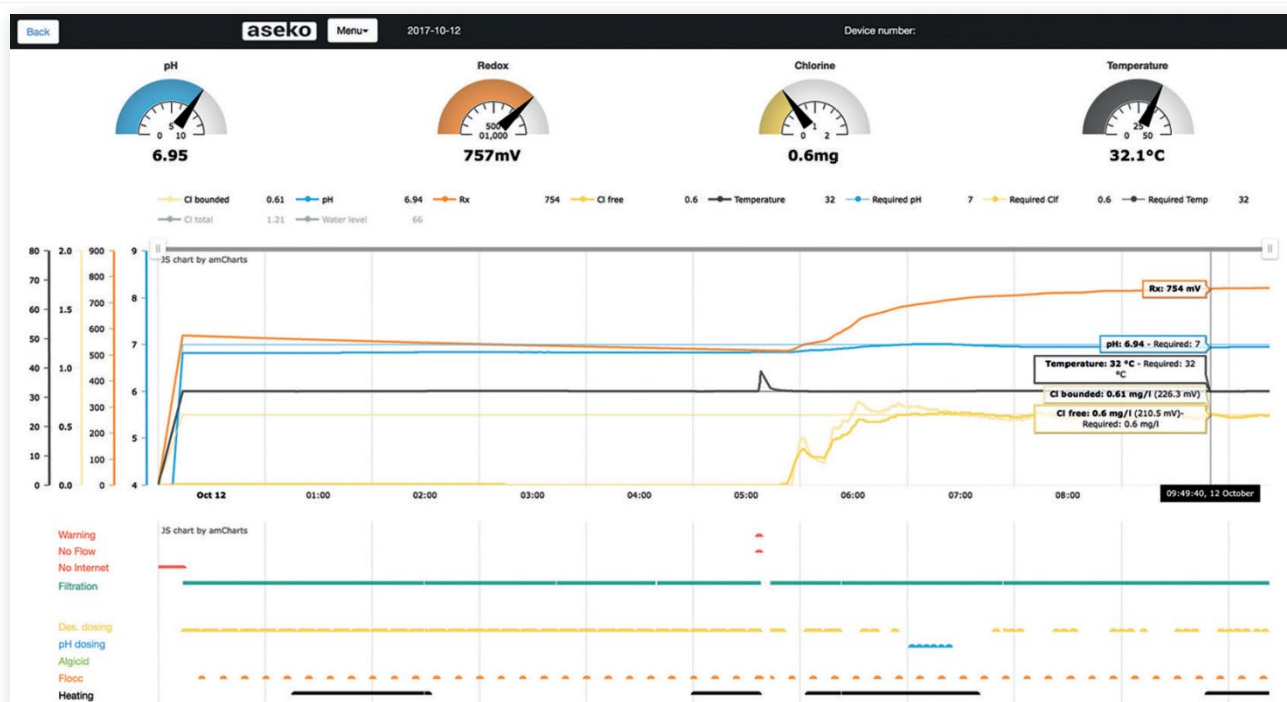 Back
aseko
Menu
2017-10-12
Device number:
pH
Redox
Chlorine
Temperature
5
0 10
500
01,000
1
0 2
25
0 50
6.95
757mV
0.6mg
32.1°C
Cl bounded 0.61 pH 6.94 Rx 754 Cl free 0.6 Temperature 32 Required pH 7 Required Clf 0.6 Required Temp 32
Cl total 1.21 Water level 66
JS chart by amCharts
80 2.0 900 9
70
800
8
60 1.5 700
600
50
7
500
40 1.0
400
6
30
300
20 0.5
200
5
10
100
0 0.0 0 4
Rx: 754 mV
pH: 6.94 - Required: 7
Temperature: 32 °C - Required: 32
°C
Cl bounded: 0.61 mg/l (226.3 mV)
Cl free: 0.6 mg/l (210.5 mV)-
Required: 0.6 mg/l
Oct 12 01:00 02:00 03:00 04:00 05:00 06:00 07:00 08:00
09:49:40, 12 October
JS chart by amCharts
Warning
No Flow
No Internet
Filtration
Des. dosing
pH dosing
Algicid
Flocc
Heating